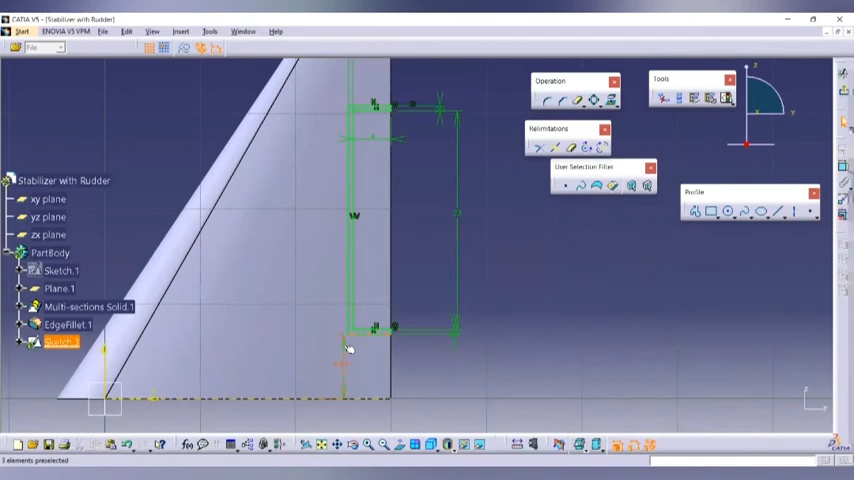 CATIA V5 - [Stabilizer with Rudder]
Start ENOVIA V5 VPM File Edit View Insert Tools Window Help
File
Operation
Tools
Relimitations
User Selection Filter
Profile
z
y
Stabilizer with Rudder
xy plane
yz plane
zx plane
PartBody
Sketch.1
Plane.1
Multi-sections Solid.1
EdgeFillet.1
3 elements preselected